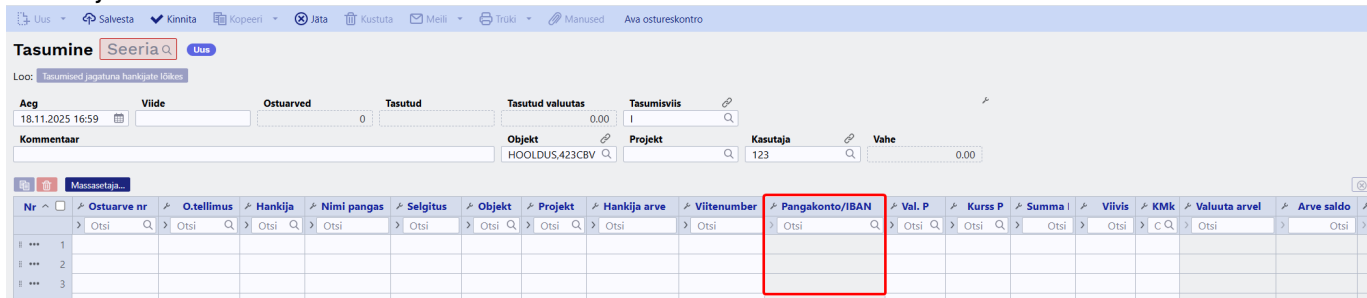 Uus Salvesta Kinnita Kopeeri Jäta Kustuta Meili Trüki Manused Ava ostureskontro
Tasumine Seeria Uus
Loo: Tasumised jagatuna hankijate lõikes
Aeg Viide Ostuarved Tasutud Tasutud valuutas Tasumisviis
18.11.2025 16:59 0 0.00 I
Kommentaar Objekt Projekt Kasutaja Vahe
HOOLDUS,423CBV 123 0.00
Massasetaja...
Nr Ostuarve nr O.tellimus Hankija Nimi pangas Selgitus Objekt Projekt Hankija arve Viitenumber Pangakonto/IBAN Val. P Kurss P Summa Viivis KMk Valuuta arvel Arve saldo
Otsi Otsi Otsi Otsi Otsi Otsi Otsi Otsi Otsi Otsi Otsi Otsi Otsi Otsi C Otsi Otsi
1
2
3